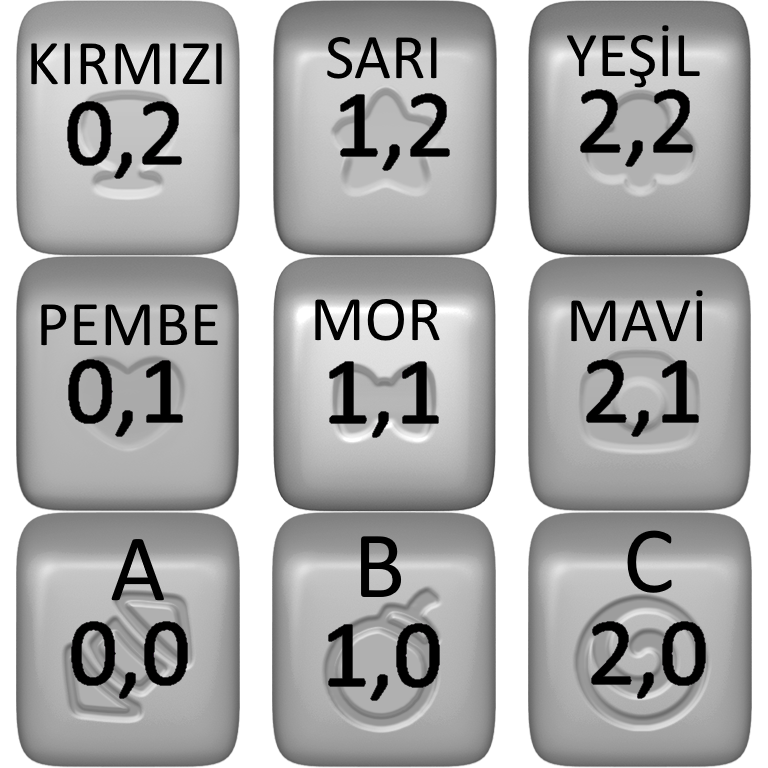 KIRMIZI
0,2
SARI
1,2
YEŞİL
2,2
PEMBE
0,1
MOR
1,1
MAVİ
2,1
A
0,0
B
1,0
C
2,0